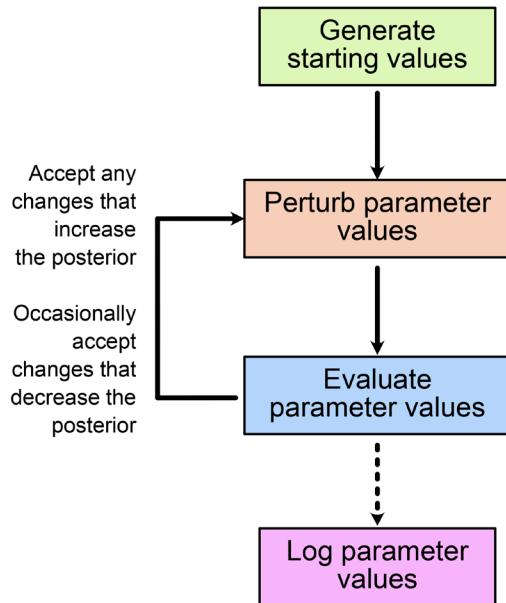 Generate
starting values
Accept any
changes that
increase
the posterior
Perturb parameter
values
Occasionally
accept
changes that
decrease the
posterior
Evaluate
parameter values
Log parameter
values